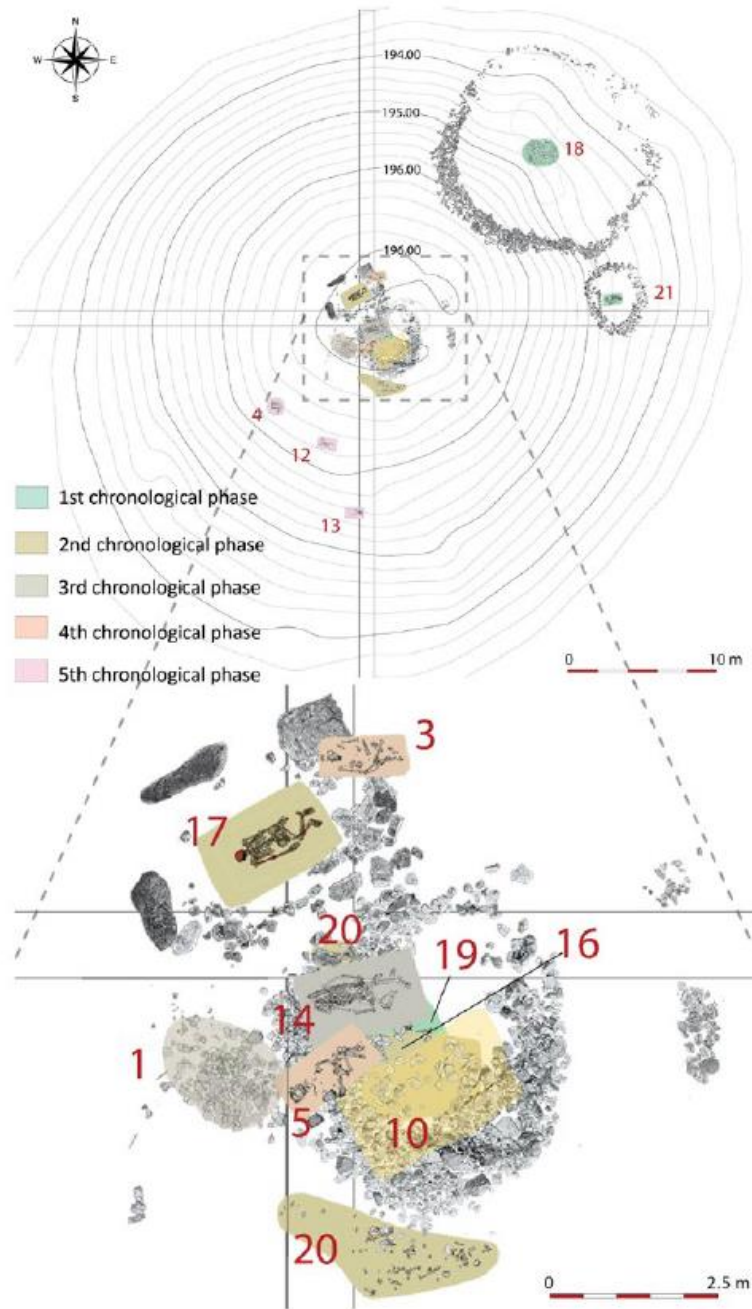 N
W E
S
194.00
195.00
196.00
18
196.00
21
4
12
13
1st chronological phase
2nd chronological phase
3rd chronological phase
4th chronological phase
5th chronological phase
0 10 m
3
17
20
19 16
14
1
5
10
20
0 2.5 m